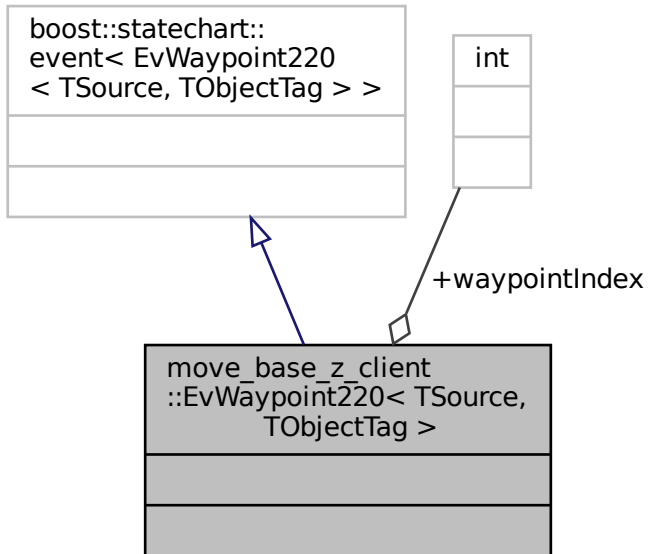 boost::statechart::
event< EvWaypoint220
< TSource, TObjectTag > >
int
+waypointIndex
move_base_z_client
::EvWaypoint220< TSource,
TObjectTag >